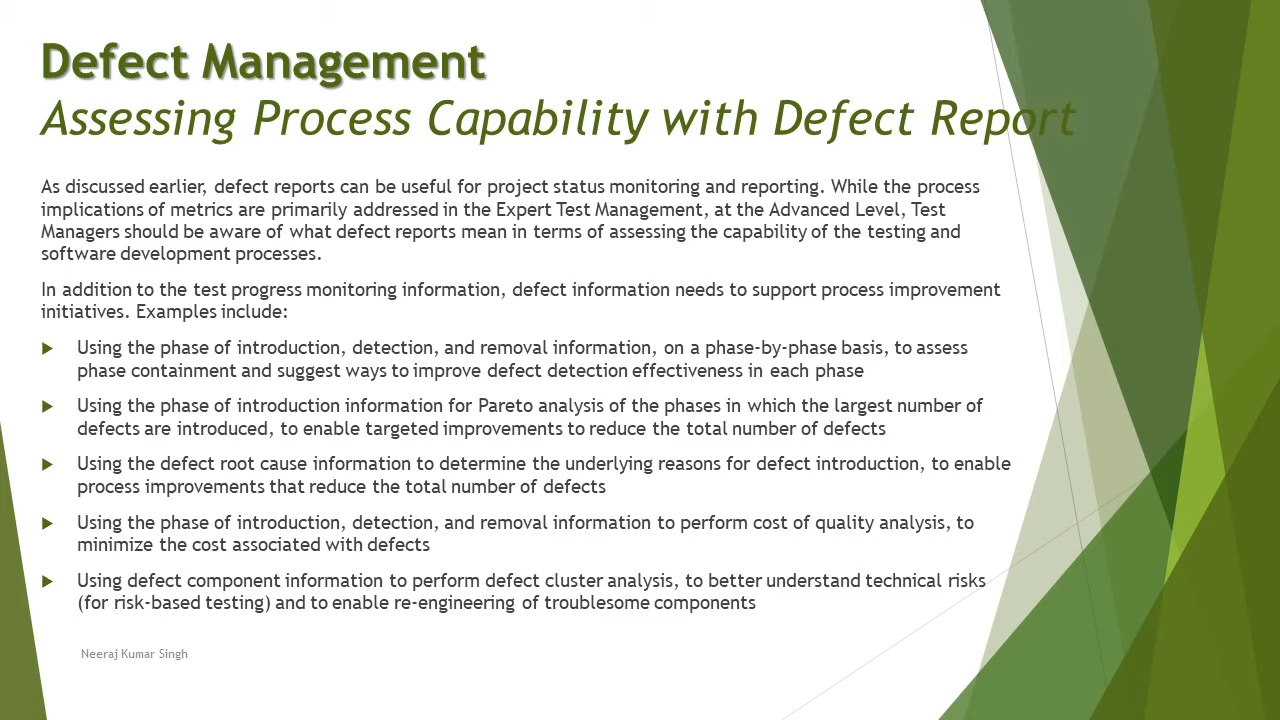 Defect Management
Assessing Process Capability with Defect Report
As discussed earlier, defect reports can be useful for project status monitoring and reporting. While the process
implications of metrics are primarily addressed in the Expert Test Management, at the Advanced Level, Test
Managers should be aware of what defect reports mean in terms of assessing the capability of the testing and
software development processes.
In addition to the test progress monitoring information, defect information needs to support process improvement
initiatives. Examples include:
Using the phase of introduction, detection, and removal information, on a phase-by-phase basis, to assess
phase containment and suggest ways to improve defect detection effectiveness in each phase
Using the phase of introduction information for Pareto analysis of the phases in which the largest number of
defects are introduced, to enable targeted improvements to reduce the total number of defects
Using the defect root cause information to determine the underlying reasons for defect introduction, to enable
process improvements that reduce the total number of defects
Using the phase of introduction, detection, and removal information to perform cost of quality analysis, to
minimize the cost associated with defects
Using defect component information to perform defect cluster analysis, to better understand technical risks
(for risk-based testing) and to enable re-engineering of troublesome components
Neeraj Kumar Singh